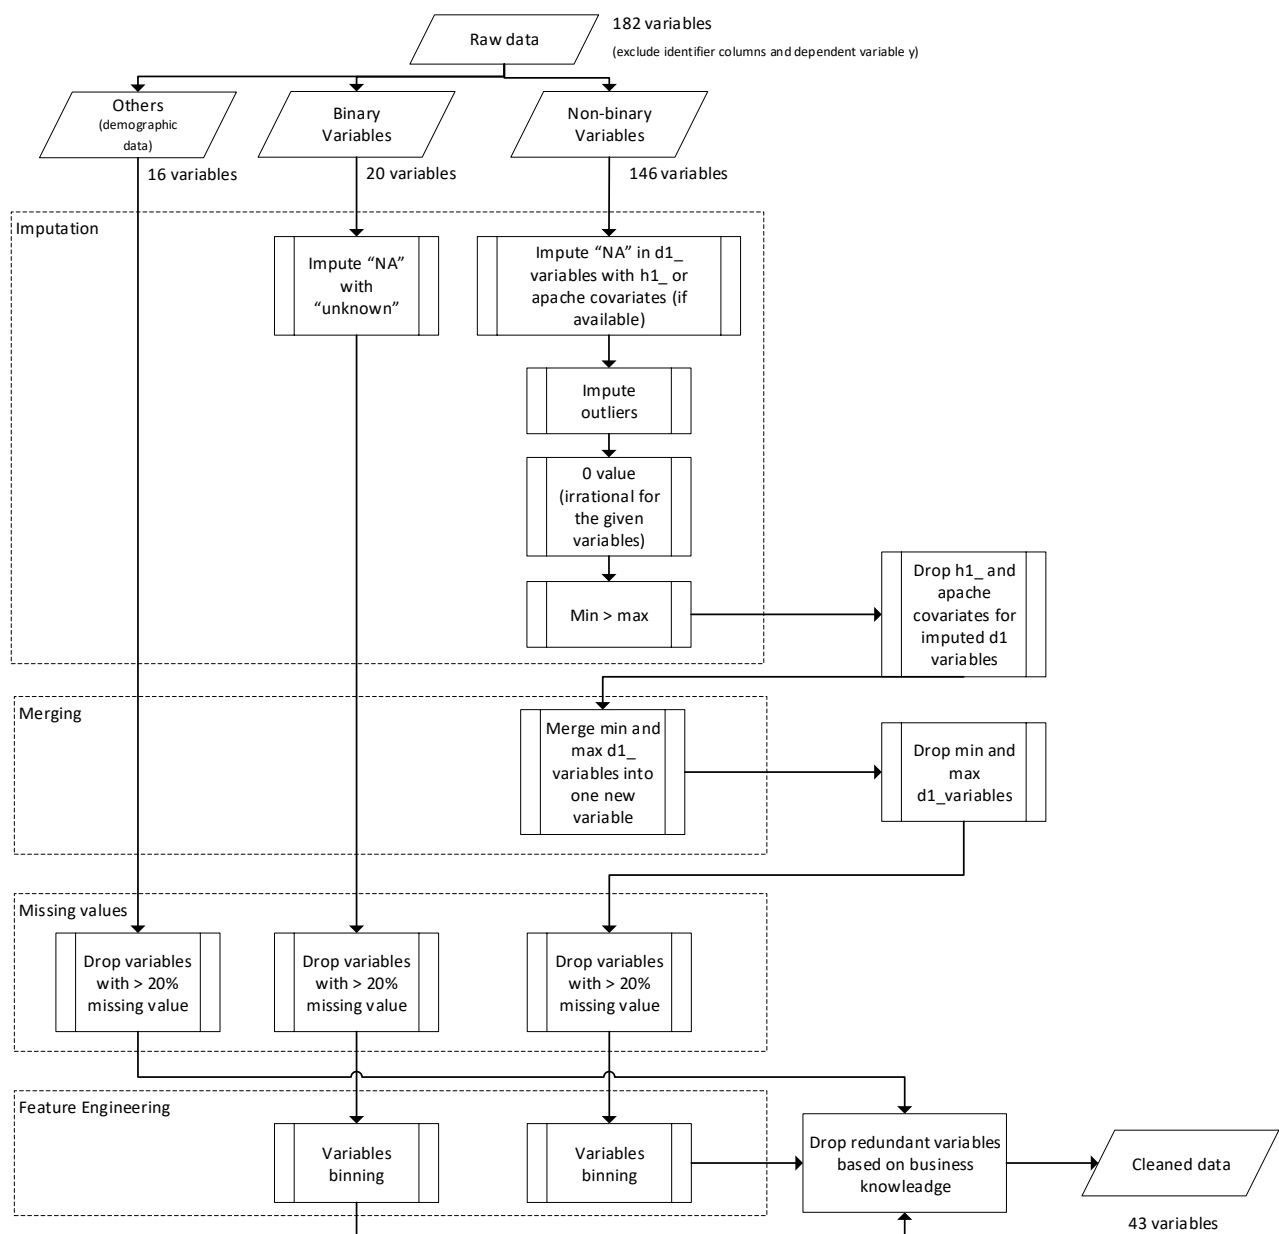 Raw data
182 variables
(exclude identifier columns and dependent variable y)
Others
(demographic
data)
Binary
Variables
Non-binary
Variables
16 variables
20 variables
146 variables
Imputation
Impute “NA”
with
“unknown”
Impute “NA” in d1_
variables with h1_ or
apache covariates (if
available)
Impute
outliers
0 value
(irrational for
the given
variables)
Min > max
Drop h1_ and
apache
covariates for
imputed d1
variables
Merging
Merge min and
max d1_
variables into
one new
variable
Drop min and
max
d1_variables
Missing values
Drop variables
with > 20%
missing value
Drop variables
with > 20%
missing value
Drop variables
with > 20%
missing value
Feature Engineering
Variables
binning
Variables
binning
Drop redundant variables
based on business
knowleadge
Cleaned data
43 variables